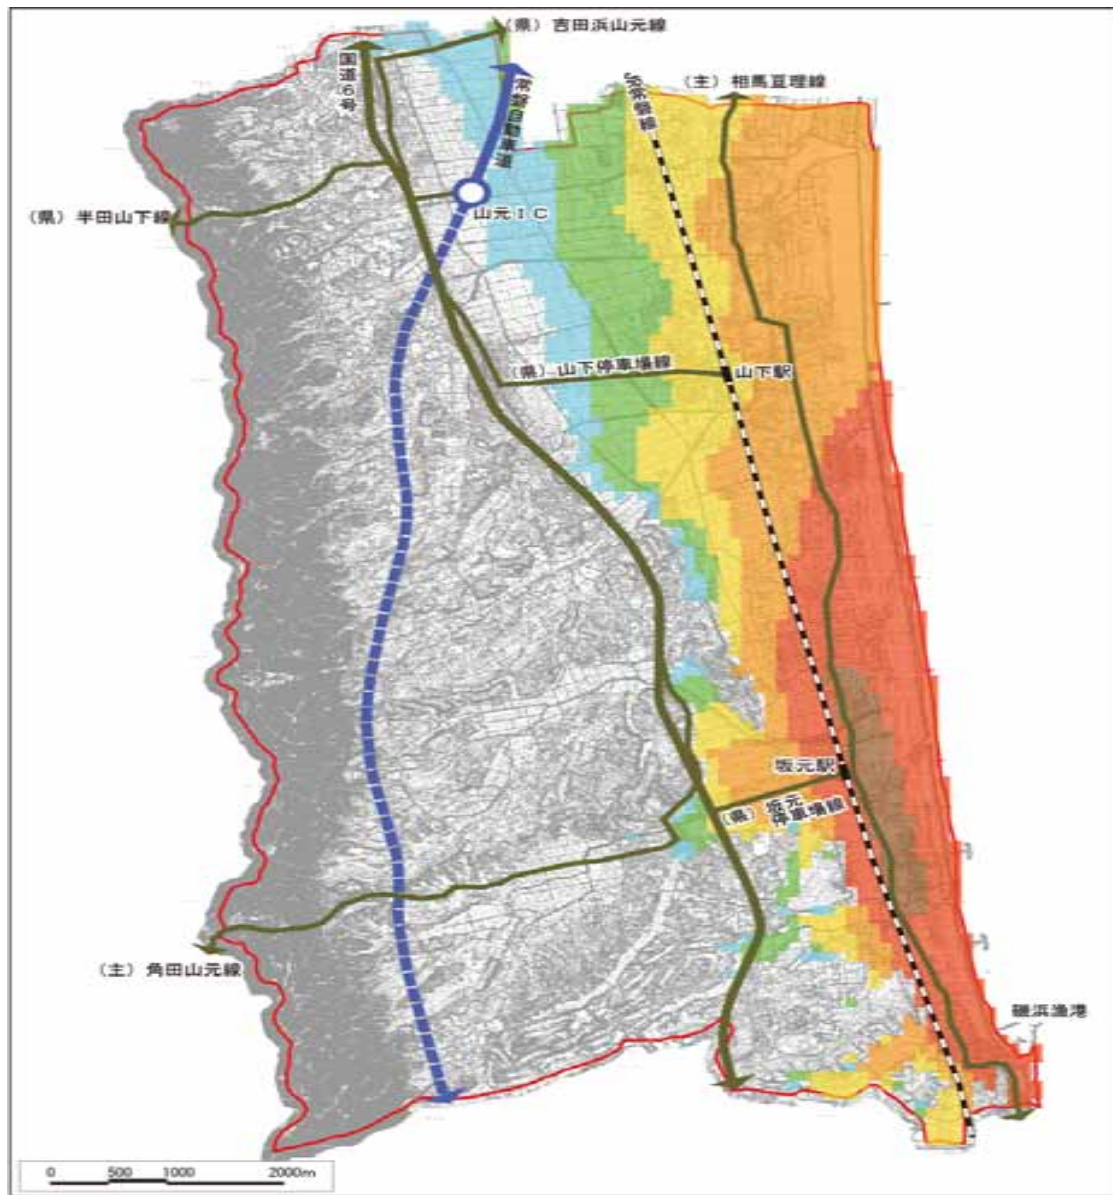 (県) 吉田浜山元線
国道6号
常磐自動車道
JR常磐線
(主) 相馬亘理線
(県) 半田山下線
山元IC
(県) 山下停車場線
山下駅
坂元駅
(県) 坂元
停車場線
(主) 角田山元線
磯浜漁港
0 500 1000 2000m